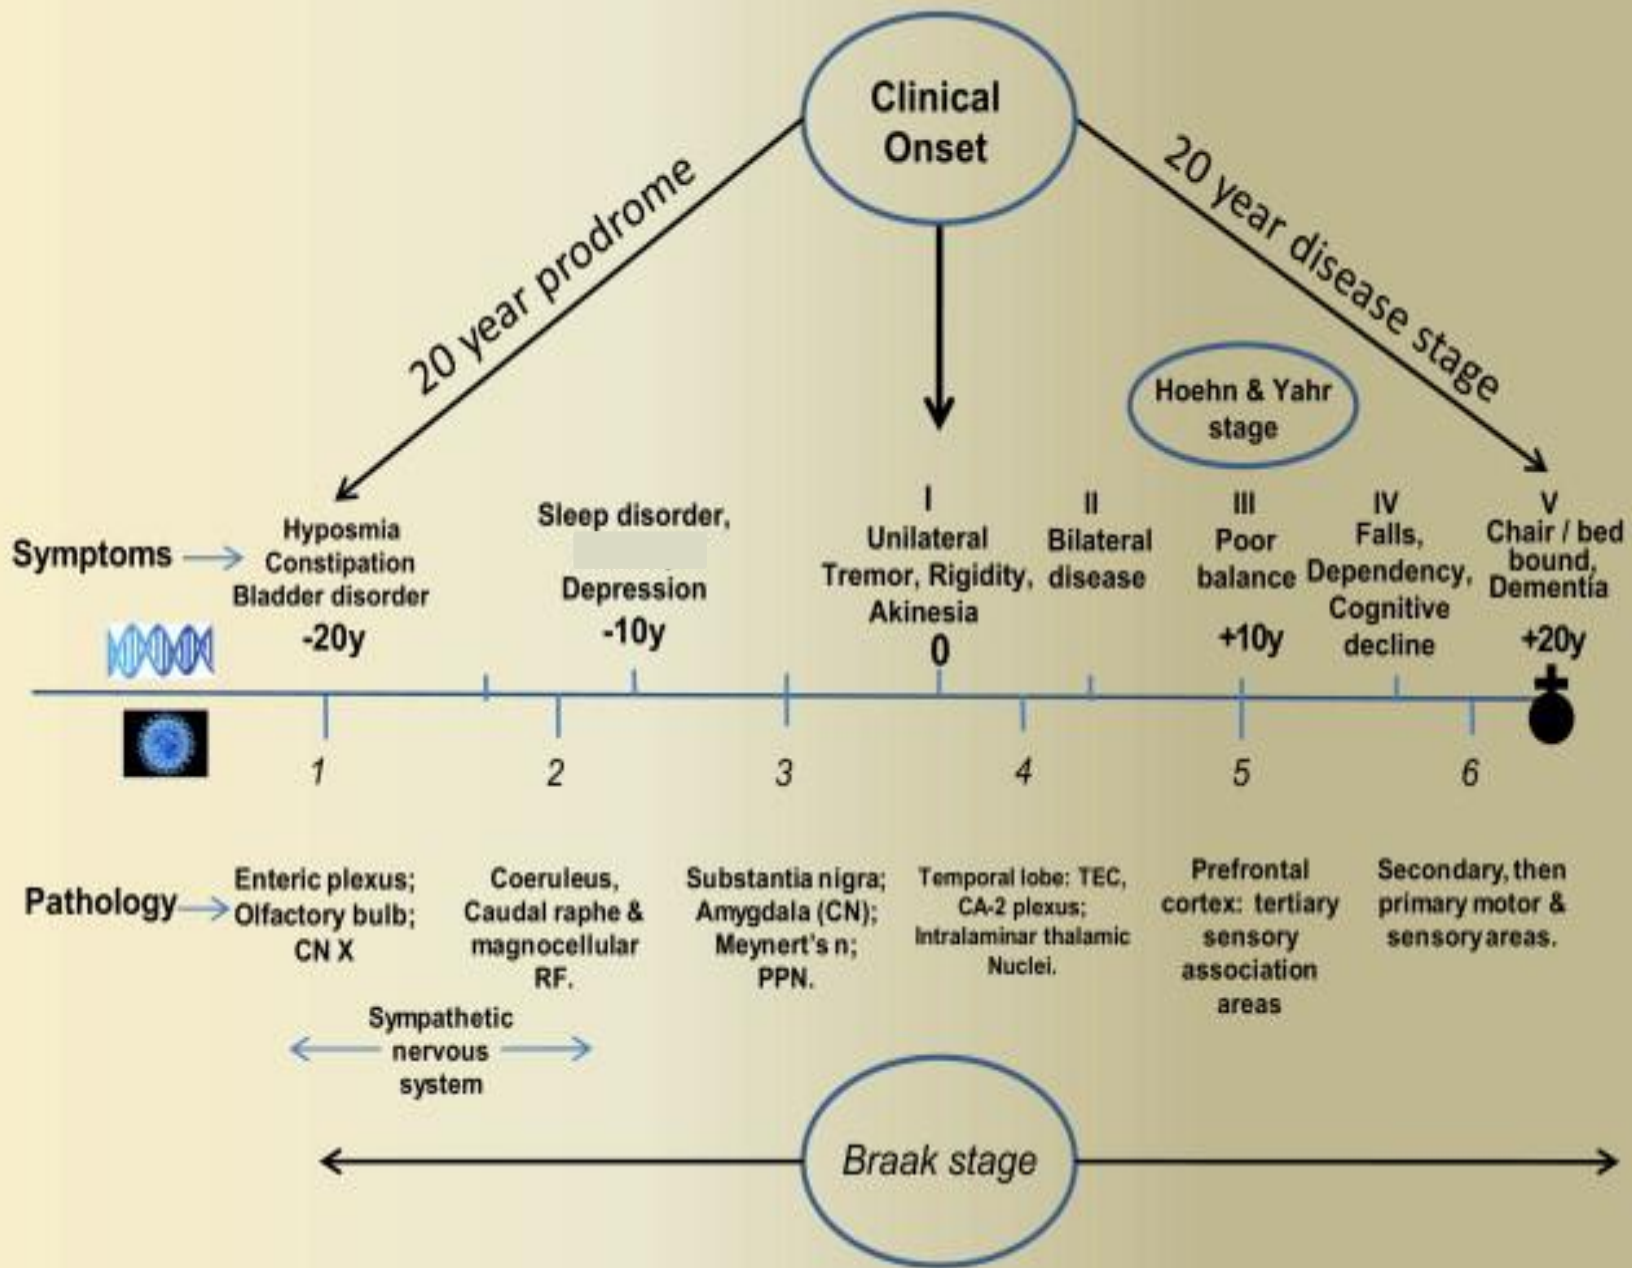 Clinical
Onset
20 year prodrome
20 year disease stage
Hoehn & Yahr
stage
Symptoms
Hyposmia
Constipation
Bladder disorder
-20y
Sleep disorder,
Depression
-10y
I
Unilateral
Tremor, Rigidity,
Akinesia
0
II
Bilateral
disease
III
Poor
balance
+10y
IV
Falls,
Dependency,
Cognitive
decline
V
Chair / bed
bound,
Dementia
+20y
1
2
3
4
5
6
Pathology
Enteric plexus;
Olfactory bulb;
CN X
Coeruleus,
Caudal raphe &
magnocellular
RF.
Substantia nigra;
Amygdala (CN);
Meynert's n;
PPN.
Temporal lobe: TEC,
CA-2 plexus;
Intralaminar thalamic
Nuclei.
Prefrontal
cortex: tertiary
sensory
association
areas
Secondary, then
primary motor &
sensory areas.
Sympathetic
nervous
system
Braak stage